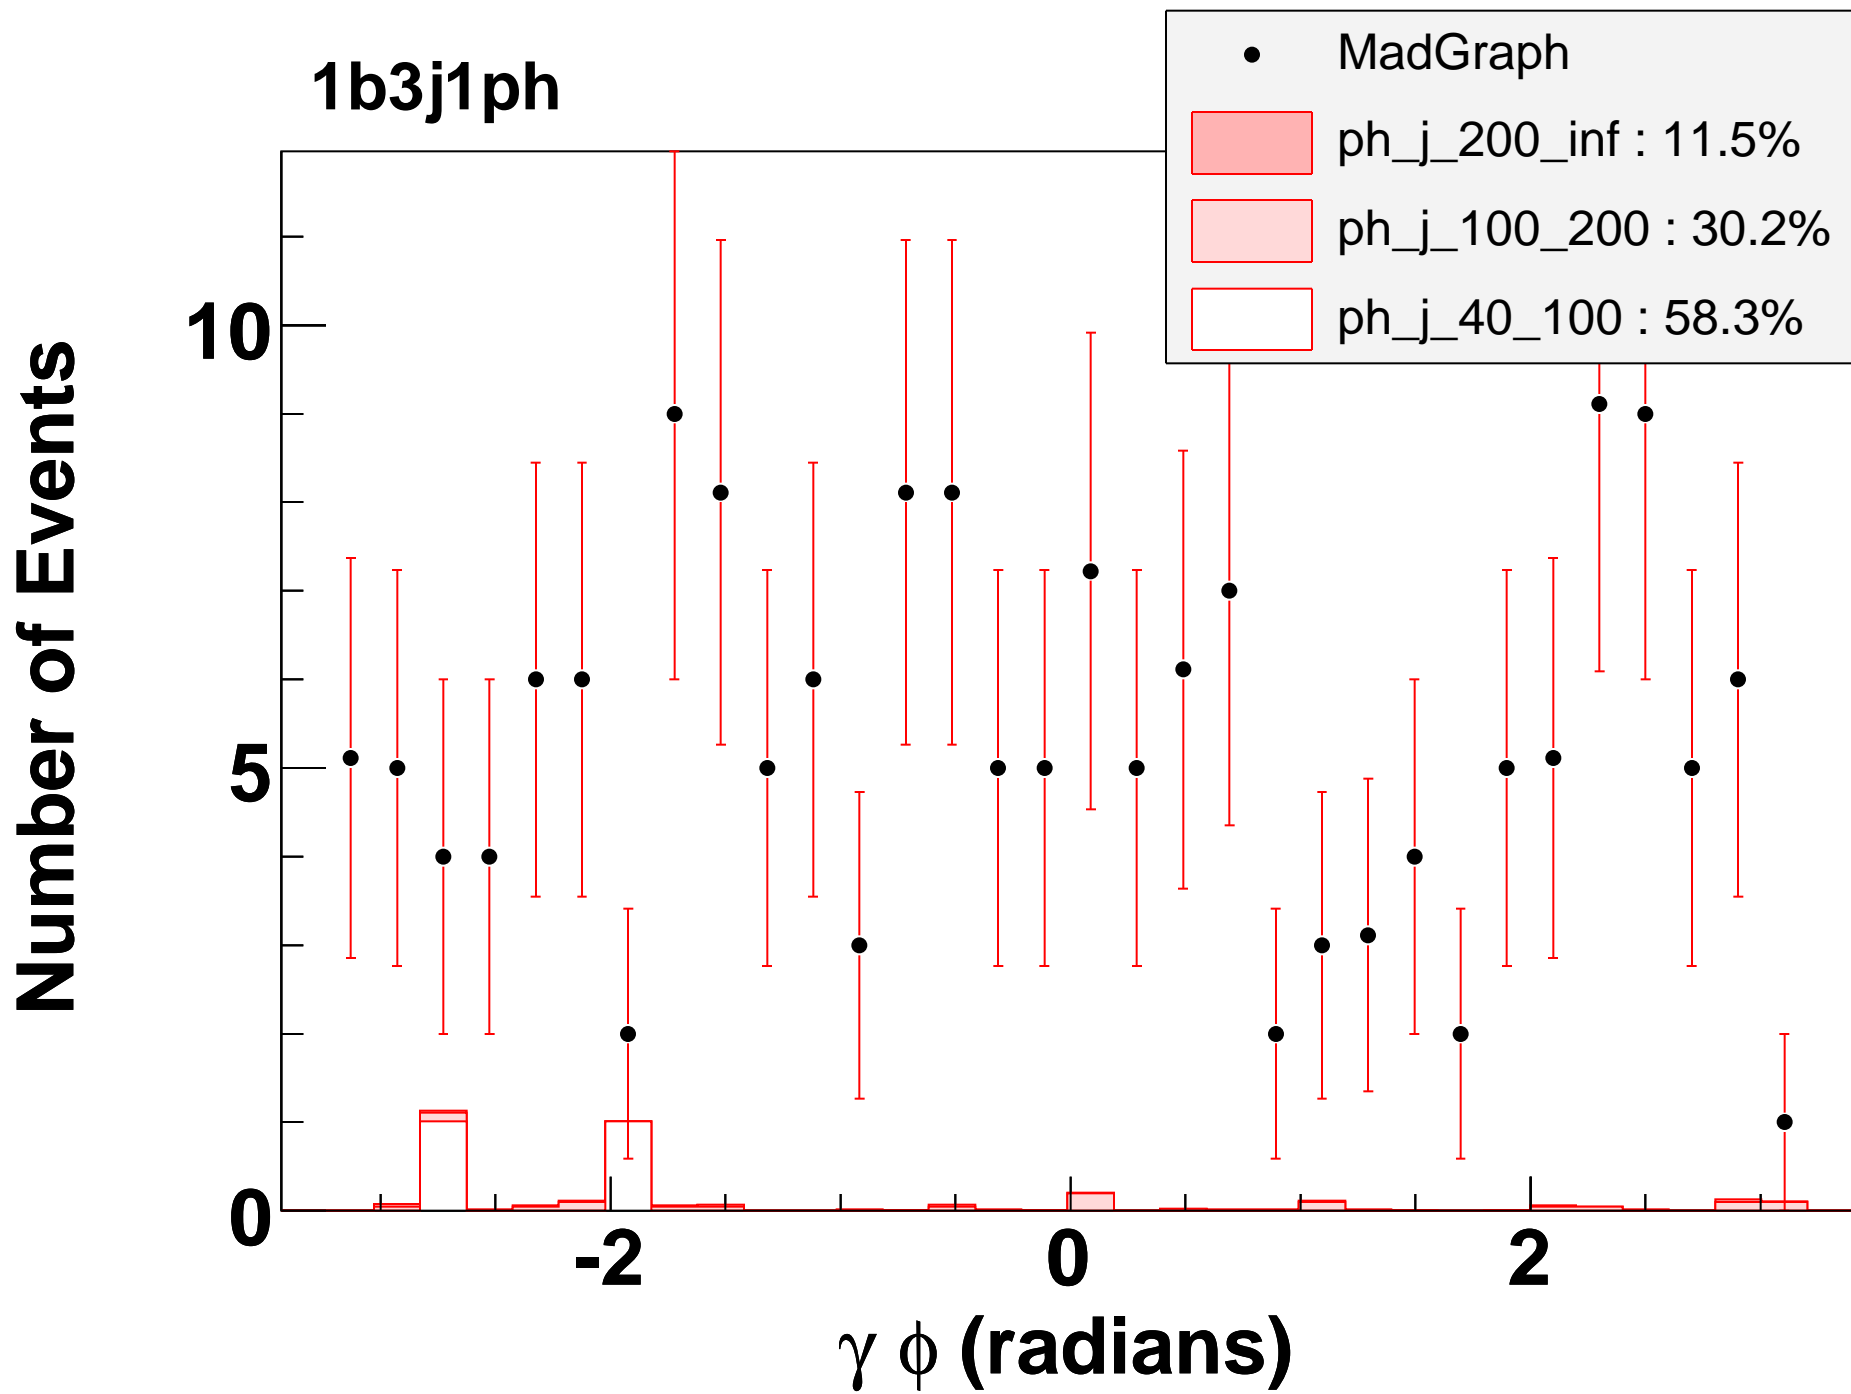 1b3j1ph
MadGraph
ph_j_200_inf : 11.5%
ph_j_100_200 : 30.2%
ph_j_40_100 : 58.3%
Number of Events
10
5
0
-2 0 2
γ ϕ (radians)